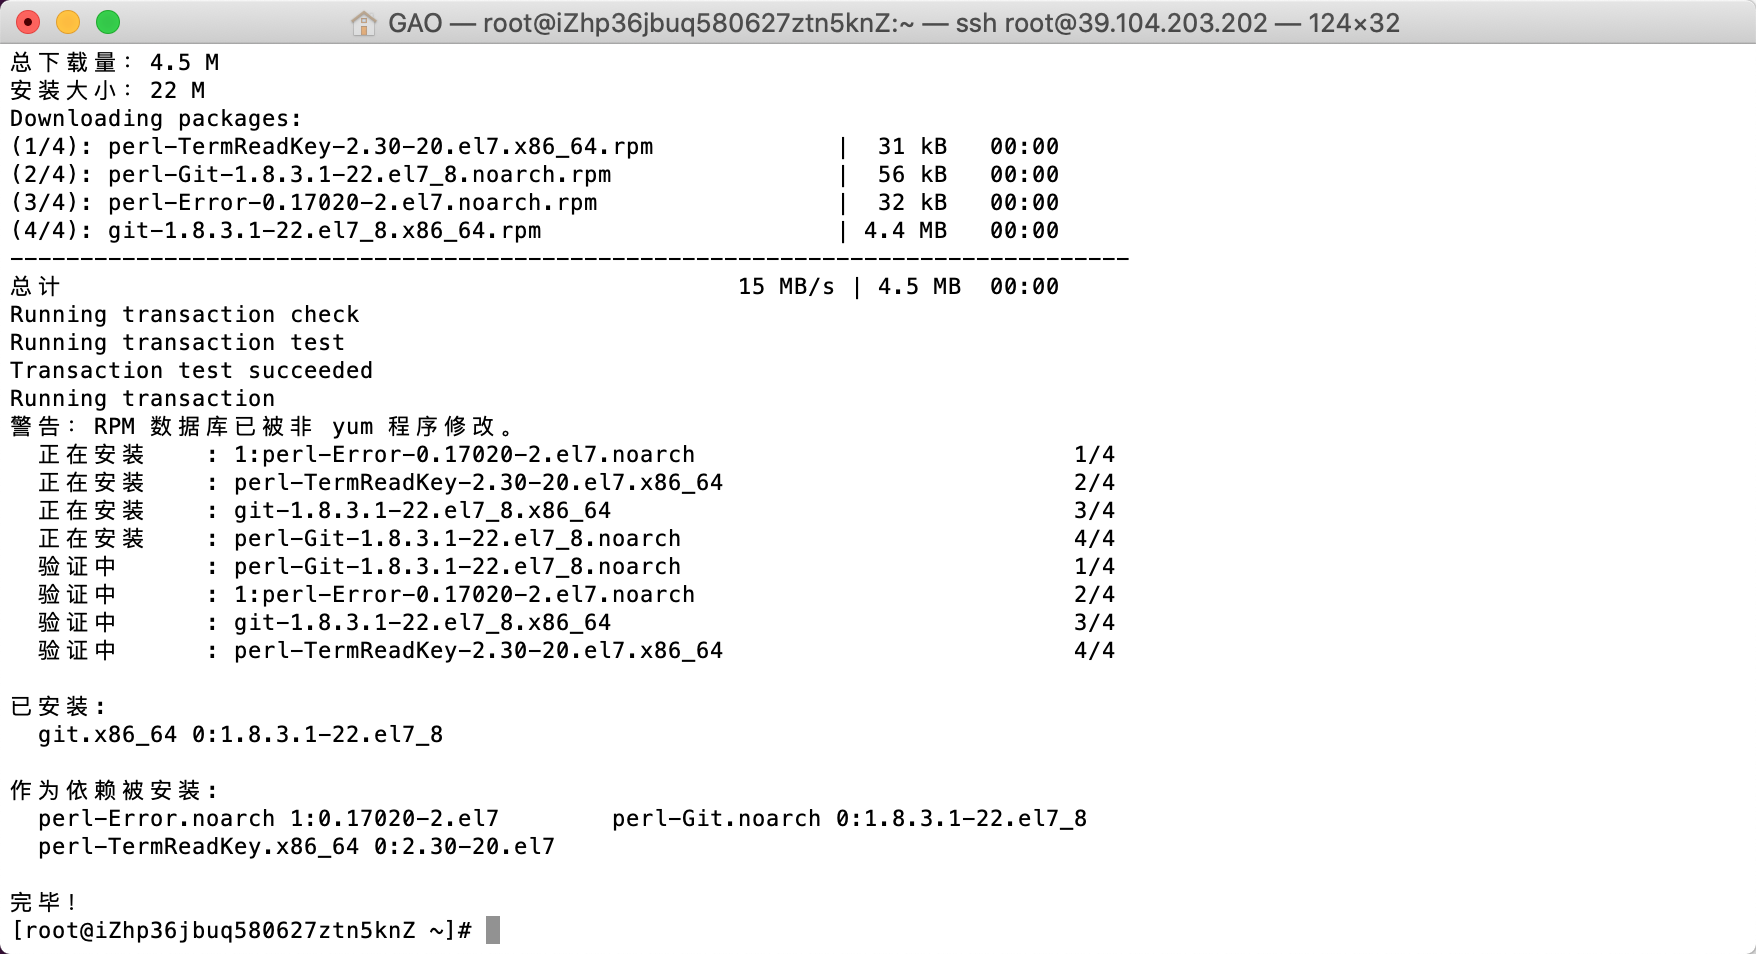 GAO — root@iZhp36jbuq580627ztn5knZ:~ — ssh root@39.104.203.202 — 124×32
总下载量：4.5 M
安装大小：22 M
Downloading packages:
(1/4): perl-TermReadKey-2.30-20.el7.x86_64.rpm | 31 kB 00:00
(2/4): perl-Git-1.8.3.1-22.el7_8.noarch.rpm | 56 kB 00:00
(3/4): perl-Error-0.17020-2.el7.noarch.rpm | 32 kB 00:00
(4/4): git-1.8.3.1-22.el7_8.x86_64.rpm | 4.4 MB 00:00
--------------------------------------------------------------------------------
总计 15 MB/s | 4.5 MB 00:00
Running transaction check
Running transaction test
Transaction test succeeded
Running transaction
警告：RPM 数据库已被非 yum 程序修改。
正在安装 : 1:perl-Error-0.17020-2.el7.noarch 1/4
正在安装 : perl-TermReadKey-2.30-20.el7.x86_64 2/4
正在安装 : git-1.8.3.1-22.el7_8.x86_64 3/4
正在安装 : perl-Git-1.8.3.1-22.el7_8.noarch 4/4
验证中 : perl-Git-1.8.3.1-22.el7_8.noarch 1/4
验证中 : 1:perl-Error-0.17020-2.el7.noarch 2/4
验证中 : git-1.8.3.1-22.el7_8.x86_64 3/4
验证中 : perl-TermReadKey-2.30-20.el7.x86_64 4/4
已安装:
git.x86_64 0:1.8.3.1-22.el7_8
作为依赖被安装:
perl-Error.noarch 1:0.17020-2.el7 perl-Git.noarch 0:1.8.3.1-22.el7_8
perl-TermReadKey.x86_64 0:2.30-20.el7
完毕！
[root@iZhp36jbuq580627ztn5knZ ~]#